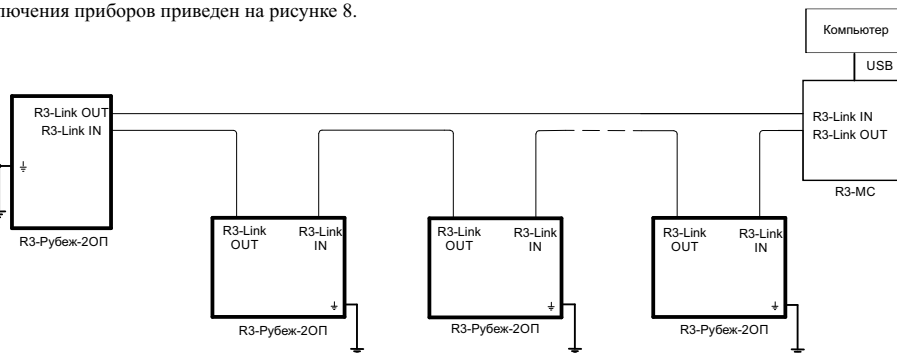 лючения приборов приведен на рисунке 8.
Компьютер
USB
R3-Link OUT
R3-Link IN
R3-Link IN
R3-Link OUT
R3-МС
R3-Рубеж-2ОП
R3-Link OUT
R3-Link IN
R3-Link OUT
R3-Link IN
R3-Link OUT
R3-Link IN
R3-Рубеж-2ОП
R3-Рубеж-2ОП
R3-Рубеж-2ОП